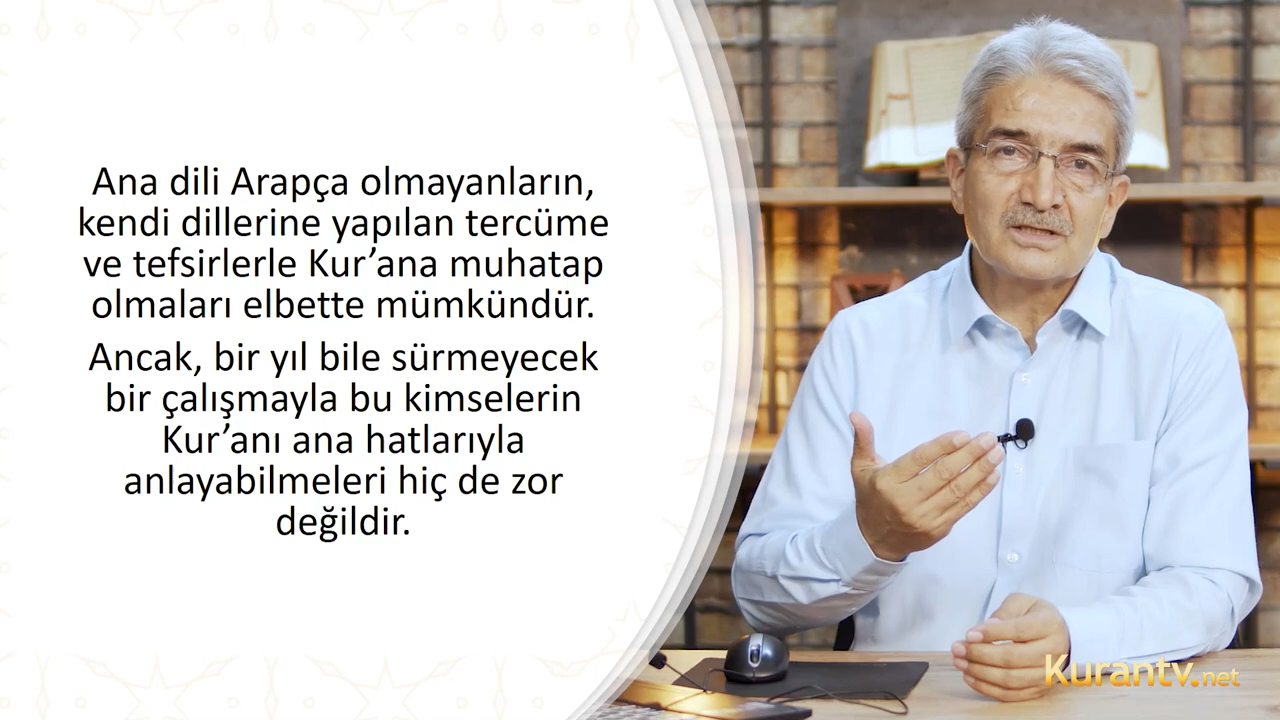 Ana dili Arapça olmayanların,
kendi dillerine yapılan tercüme
ve tefsirlerle Kur’ana muhatap
olmaları elbette mümkündür.
Ancak, bir yıl bile sürmeyecek
bir çalışmayla bu kimselerin
Kur’anı ana hatlarıyla
anlayabilmeleri hiç de zor
değildir.
Kurantv.net